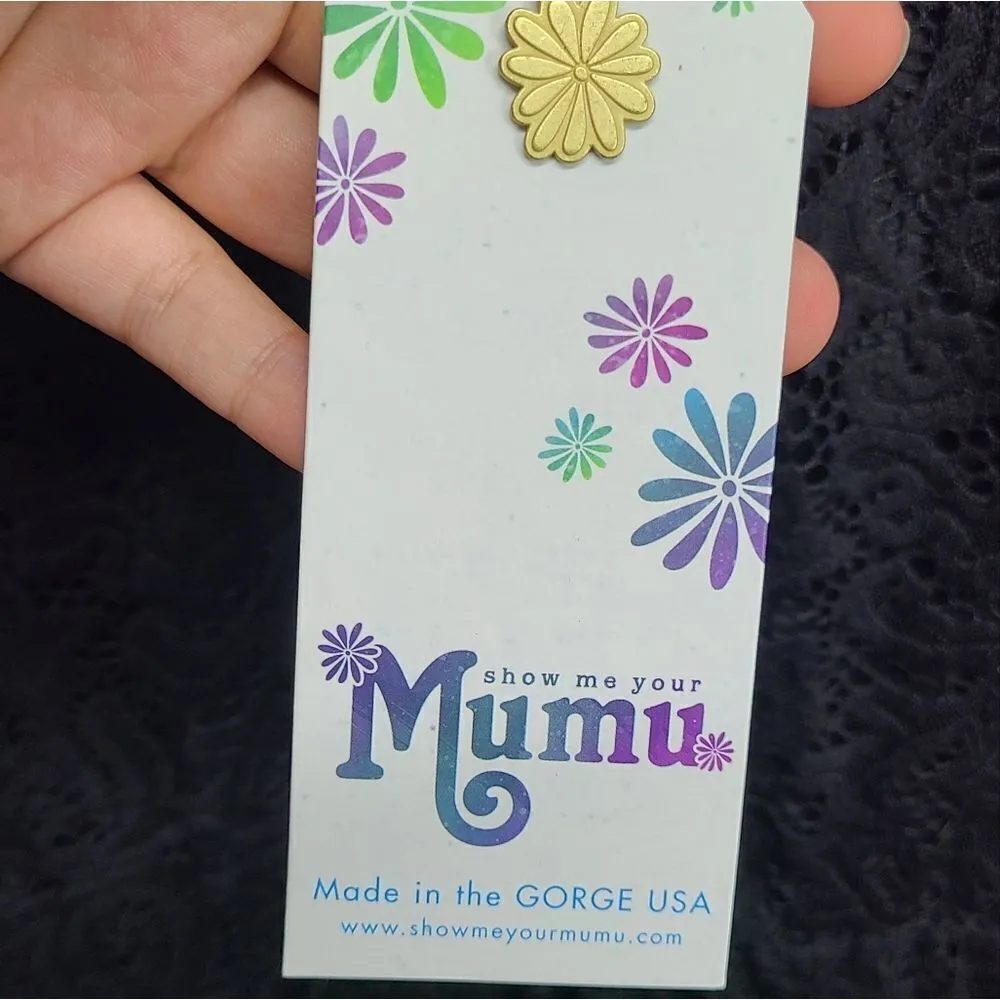 show me your
Mumu
Made in the GORGE USA
www.showmeyourmumu.com